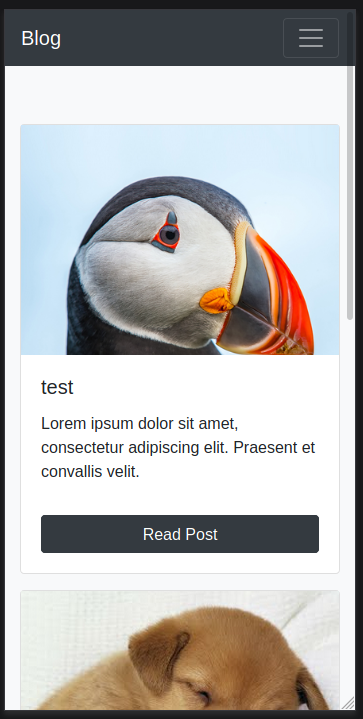 Blog
test
Lorem ipsum dolor sit amet,
consectetur adipiscing elit. Praesent et
convallis velit.
Read Post